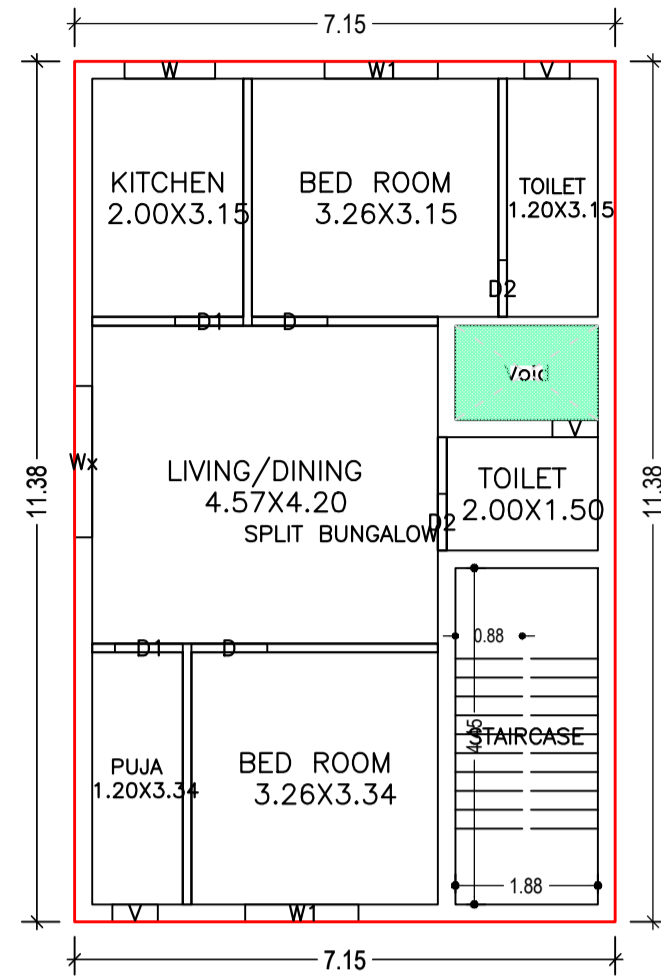 7.15
W W1 V
KITCHEN
2.00X3.15
BED ROOM
3.26X3.15
TOILET
1.20X3.15
D2
D1 D
Void
V
11.38
Wx
LIVING/DINING
4.57X4.20
SPLIT BUNGALOW
TOILET
2.00X1.50
D2
11.38
0.88
D1 D
4.45
STAIRCASE
PUJA
1.20X3.34
BED ROOM
3.26X3.34
1.88
V W1
7.15